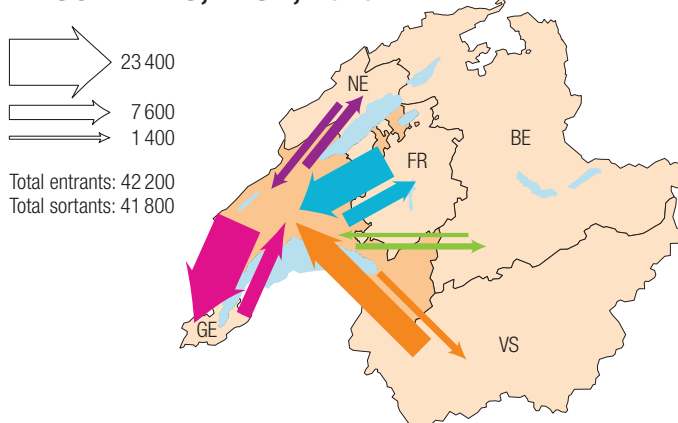 23 400
7 600
1 400
Total entrants: 42 200
Total sortants: 41 800
NE
FR
BE
GE
VS